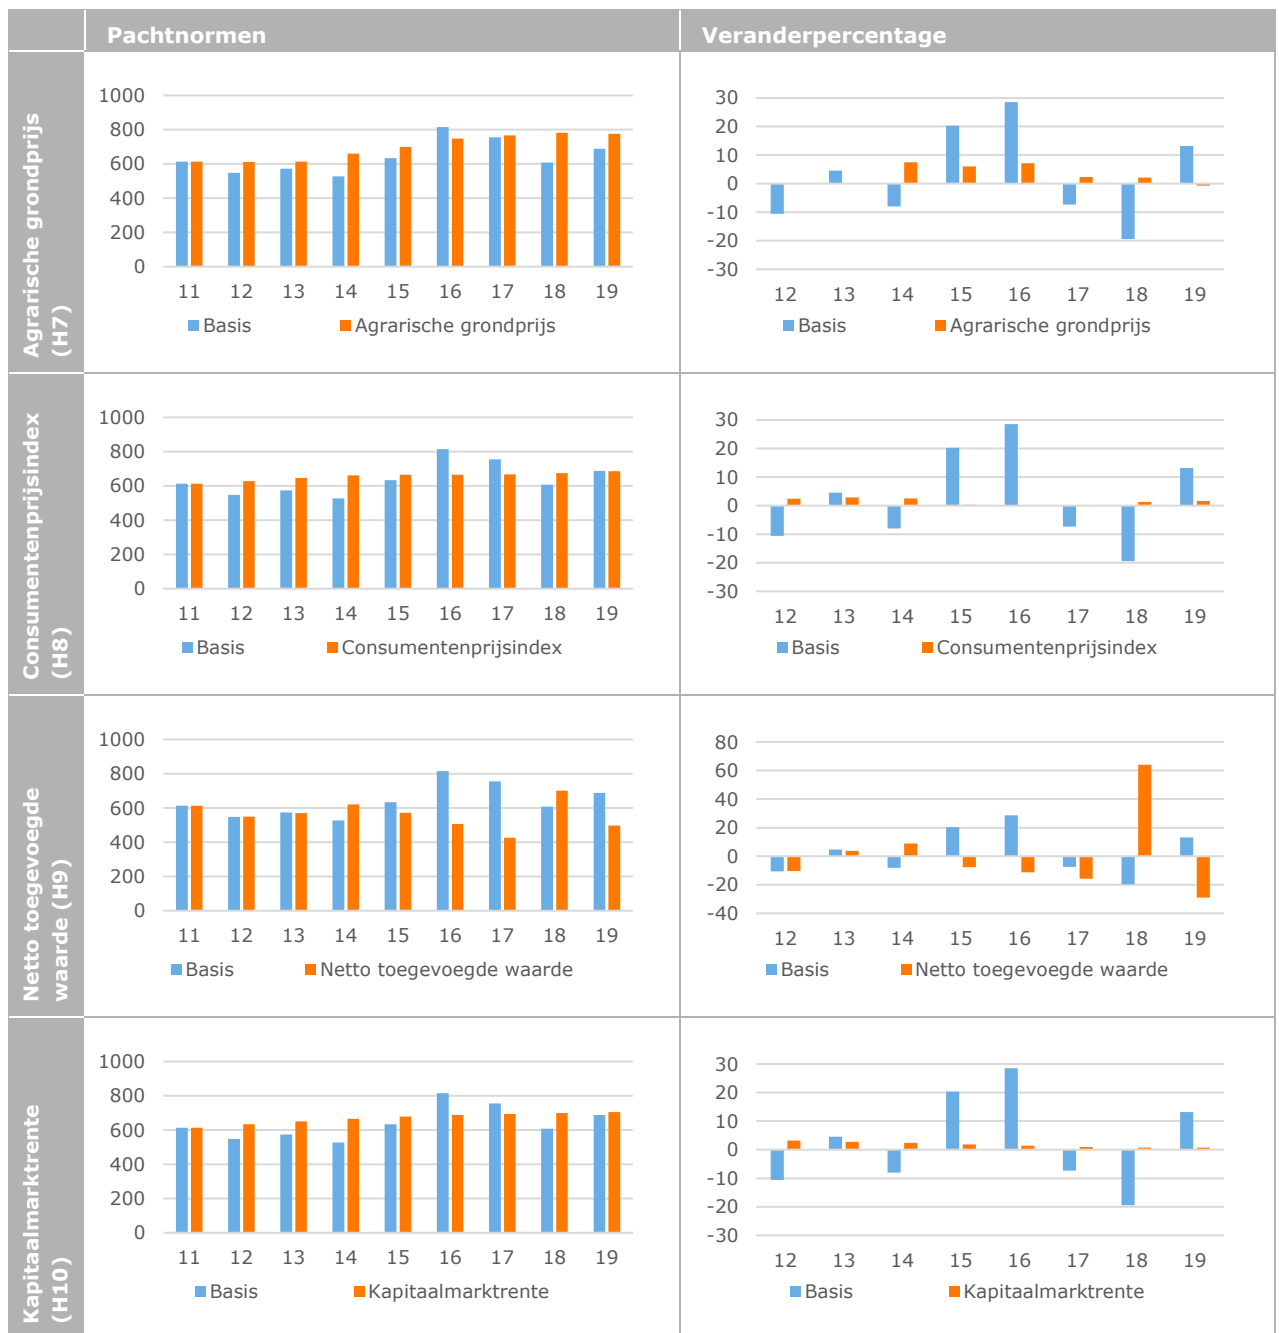 Pachtnormen Veranderpercentage
Agrarische grondprijs
(H7)
1000
800
600
400
200
0
11 12 13 14 15 16 17 18 19
Basis Agrarische grondprijs
30
20
10
0
-10
-20
-30
12 13 14 15 16 17 18 19
Basis Agrarische grondprijs
Consumentenprijsindex
(H8)
1000
800
600
400
200
0
11 12 13 14 15 16 17 18 19
Basis Consumentenprijsindex
30
20
10
0
-10
-20
-30
12 13 14 15 16 17 18 19
Basis Consumentenprijsindex
Netto toegevoegde
waarde (H9)
1000
800
600
400
200
0
11 12 13 14 15 16 17 18 19
Basis Netto toegevoegde waarde
80
60
40
20
0
-20
-40
12 13 14 15 16 17 18 19
Basis Netto toegevoegde waarde
Kapitaalmarktrente
(H10)
1000
800
600
400
200
0
11 12 13 14 15 16 17 18 19
Basis Kapitaalmarktrente
30
20
10
0
-10
-20
-30
12 13 14 15 16 17 18 19
Basis Kapitaalmarktrente